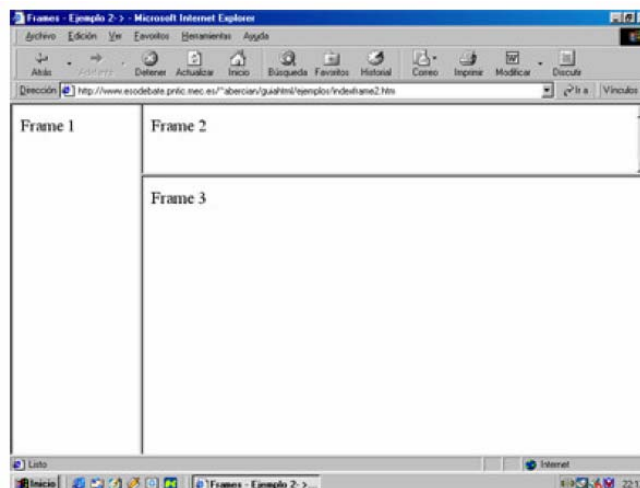 Frames - Ejemplo 2- > - Microsoft Internet Explorer
Archivo Edición Ver Favoritos Herramientas Ayuda
Atrás Adelante Detener Actualizar Inicio Búsqueda Favoritos Historial Correo Imprimir Modificar Discutir
Dirección http://www.esodebate.pntic.mec.es/~abercian/guiahtml/ejemplos/indexframe2.htm Ir a Vínculos
Frame 1
Frame 2
Frame 3
Listo Internet
Inicio Frames - Ejemplo 2- >...